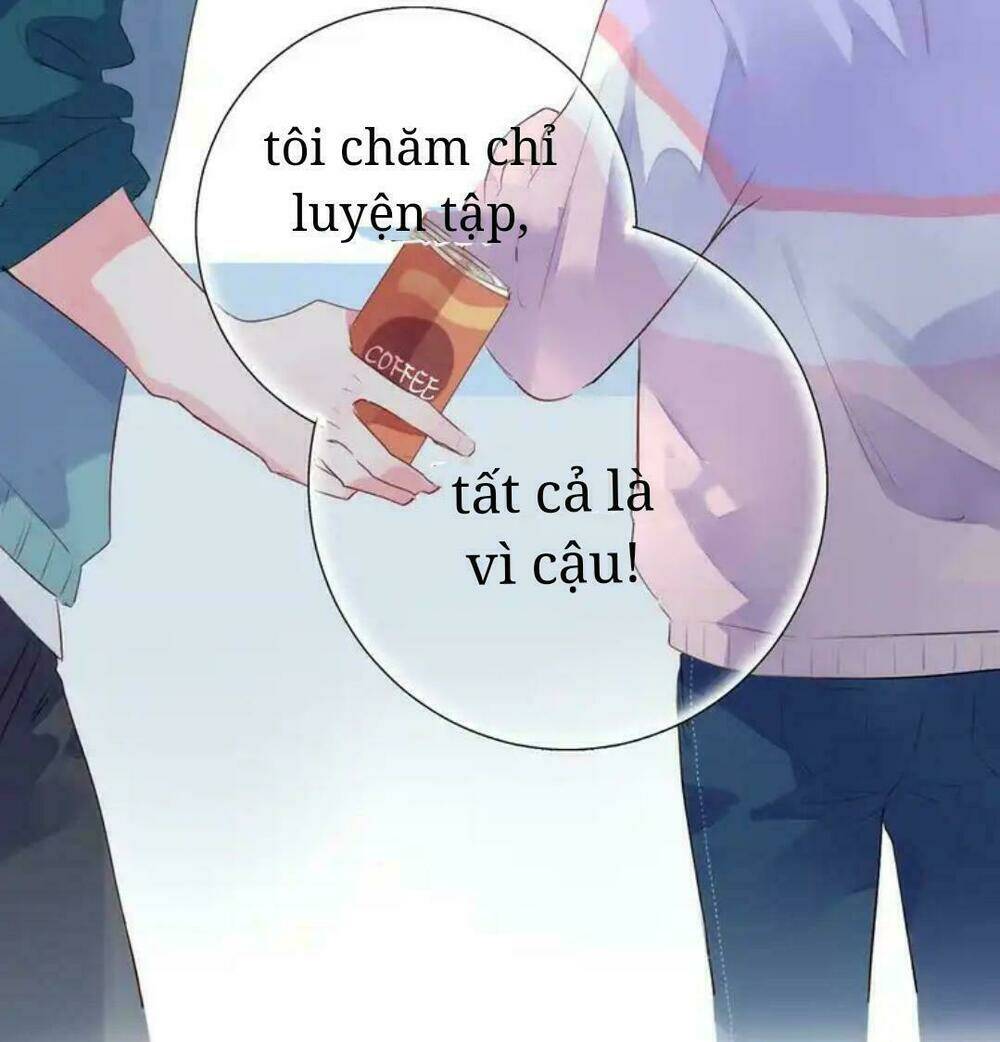 tôi chăm chỉ
luyện tập,
COFFEE
tất cả là
vì cậu!